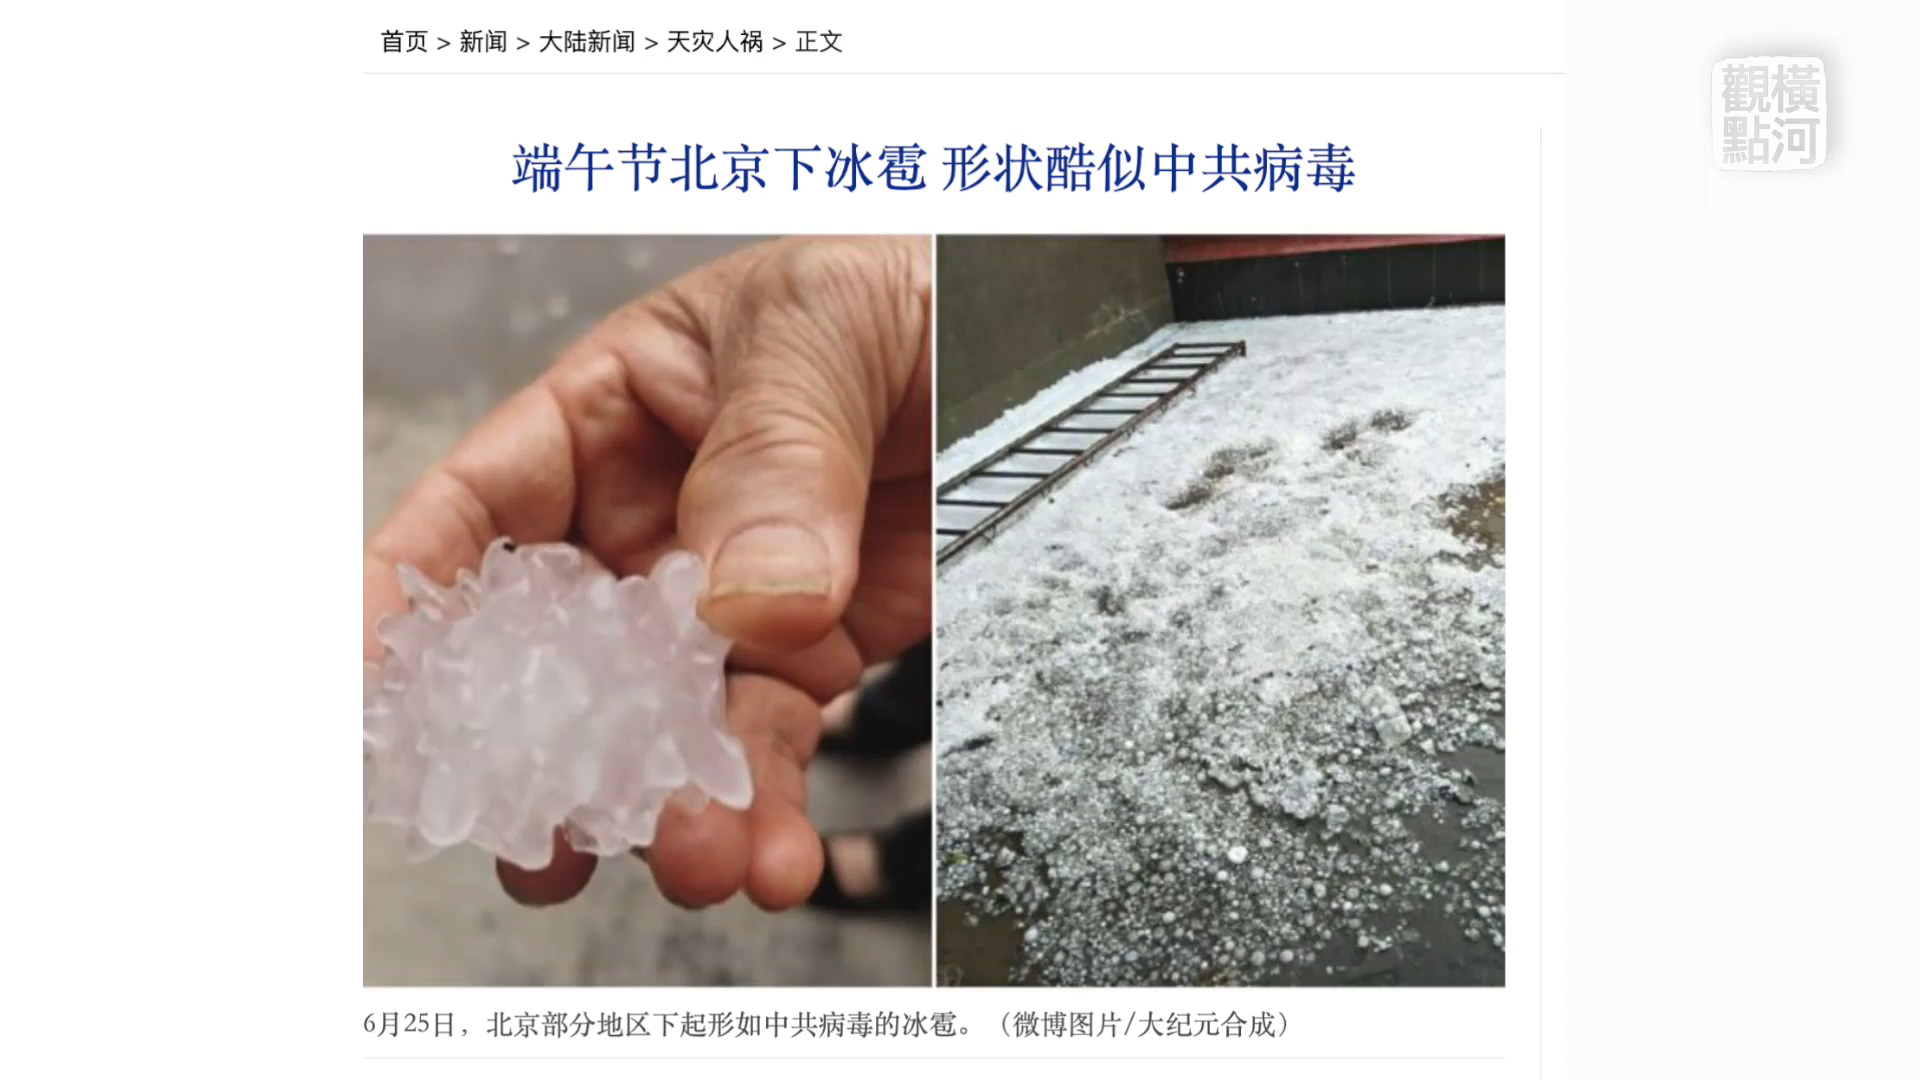 首页 > 新闻 > 大陆新闻 > 天灾人祸 > 正文
橫河
觀點
端午节北京下冰雹 形状酷似中共病毒
6月25日，北京部分地区下起形如中共病毒的冰雹。（微博图片/大纪元合成）